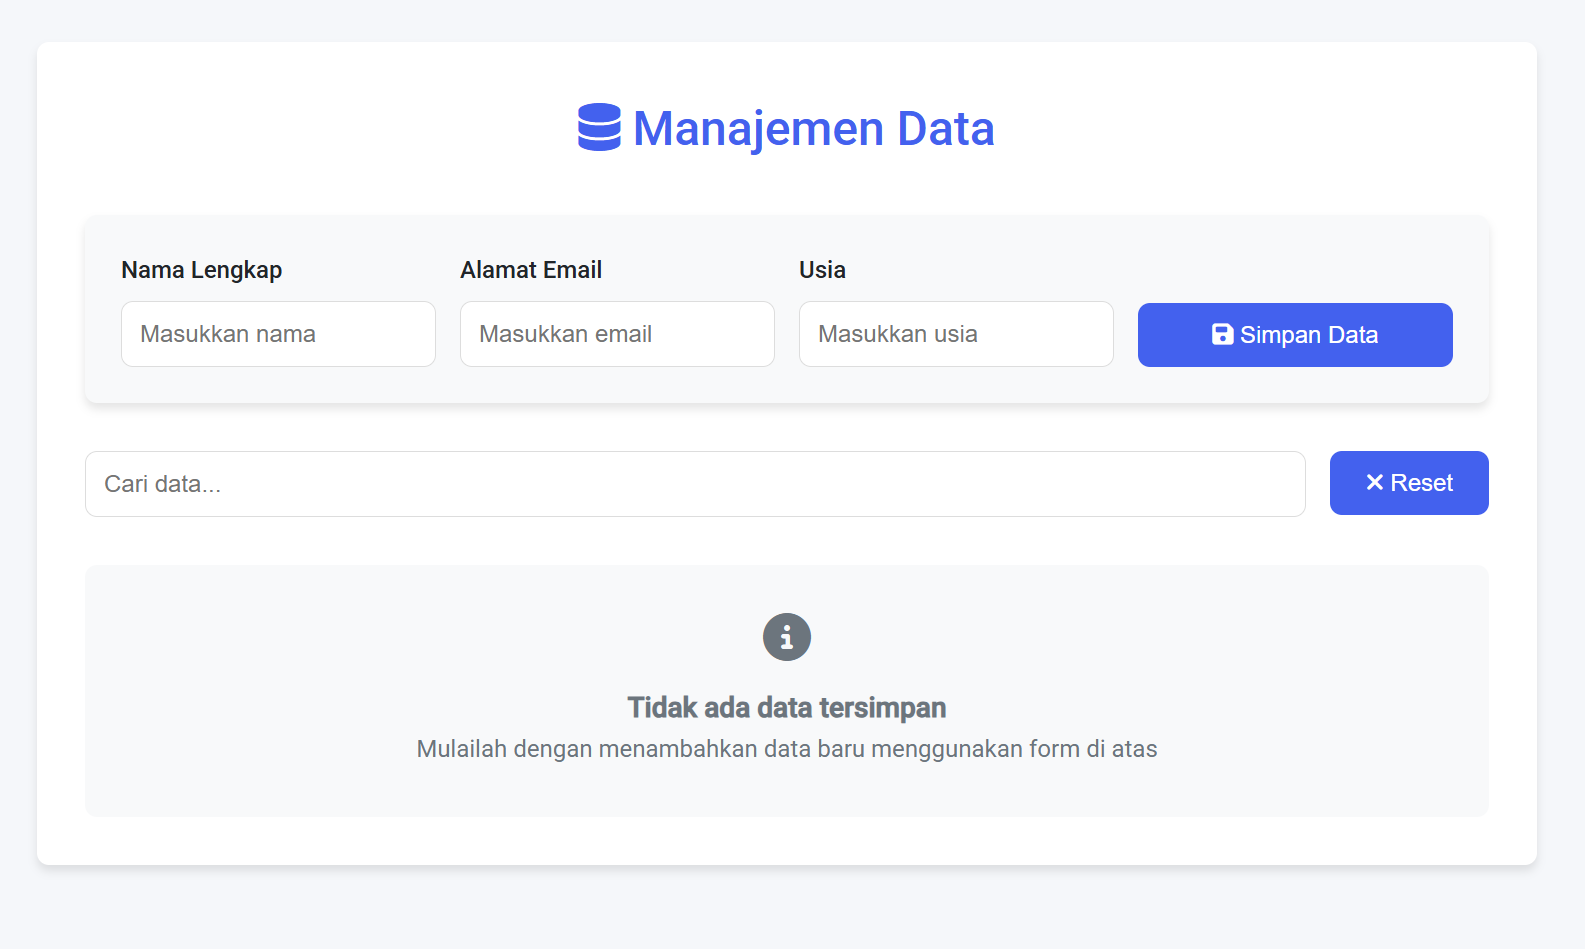 Manajemen Data
Nama Lengkap
Alamat Email
Usia
Masukkan nama
Masukkan email
Masukkan usia
Simpan Data
Cari data...
Reset
Tidak ada data tersimpan
Mulailah dengan menambahkan data baru menggunakan form di atas